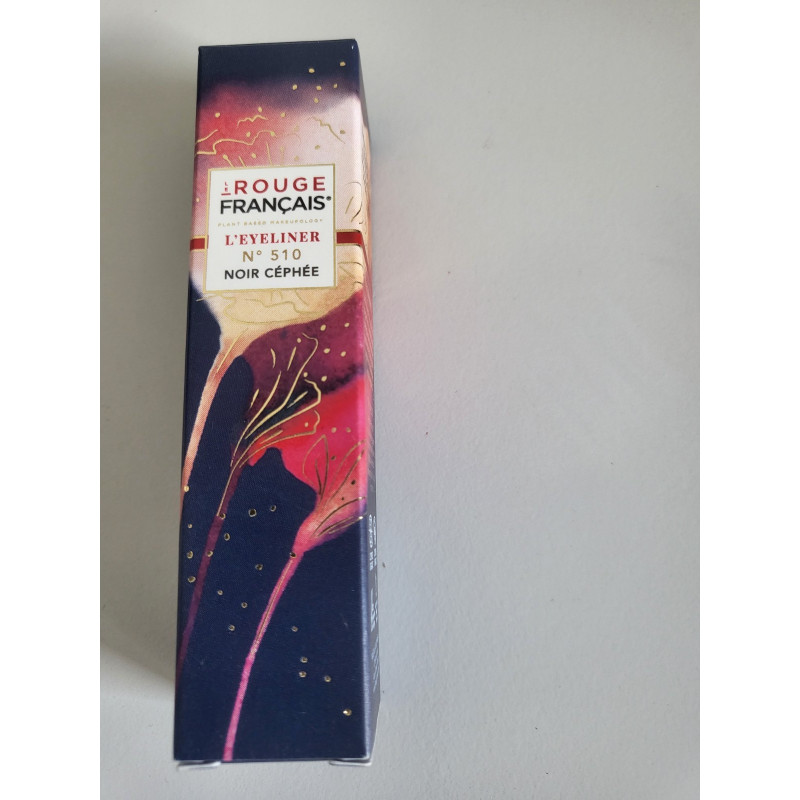 LE ROUGE
FRANÇAIS®
PLANT BASED MAKEUPOLOGY
L'EYELINER
N° 510
NOIR CÉPHÉE